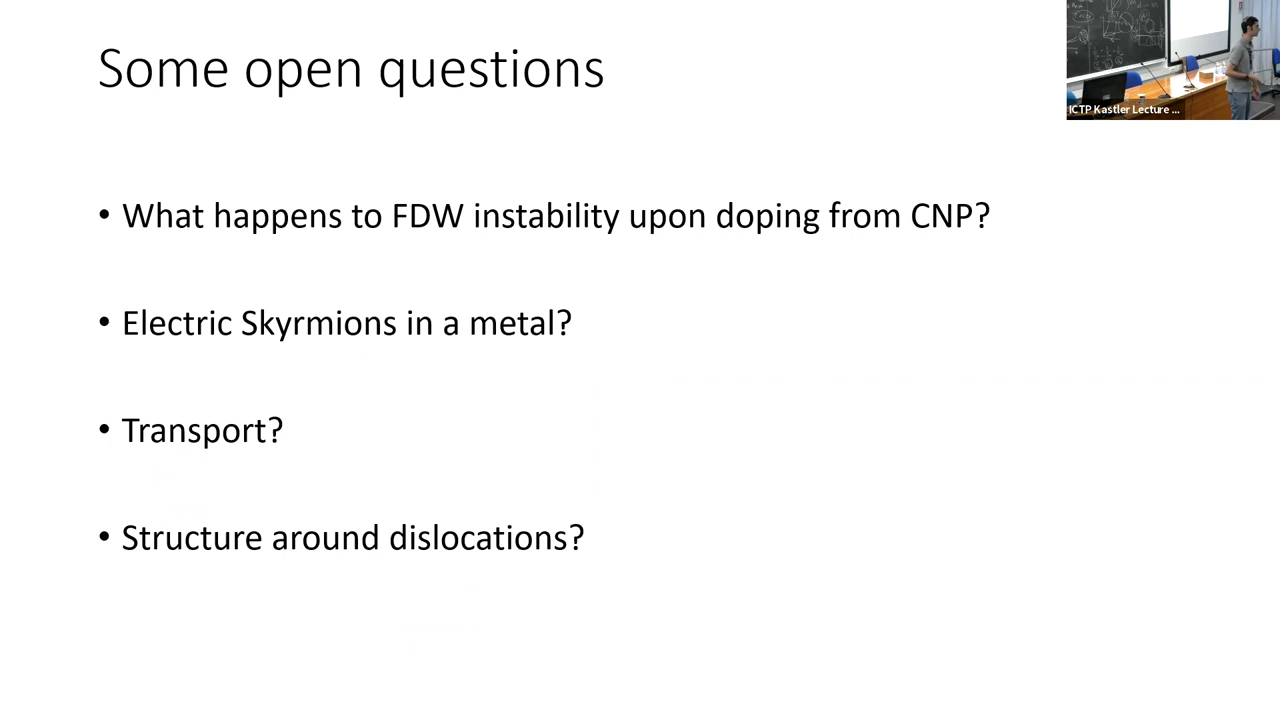 Some open questions
ICTP Kastler Lecture ...
• What happens to FDW instability upon doping from CNP?
• Electric Skyrmions in a metal?
• Transport?
• Structure around dislocations?